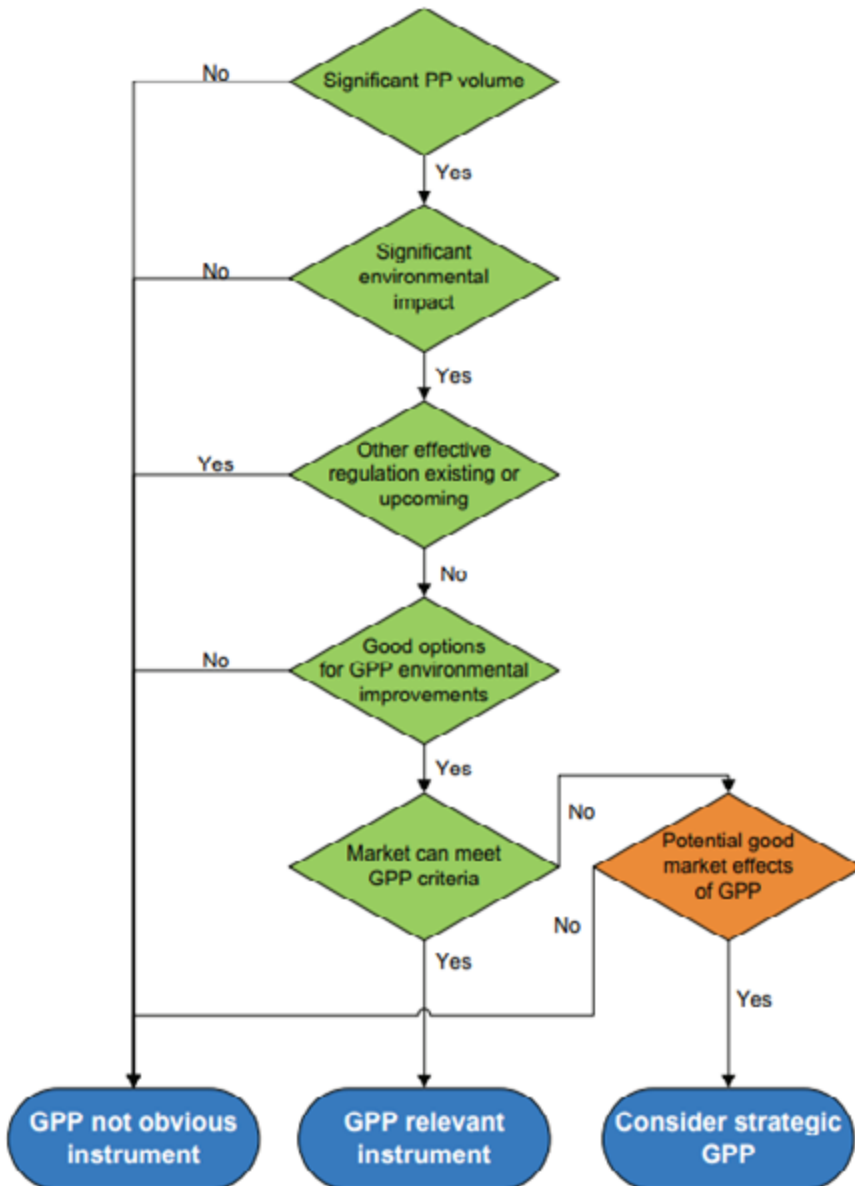 No
Significant PP volume
Yes
No
Significant
environmental
impact
Yes
Yes
Other effective
regulation existing or
upcoming
No
No
Good options
for GPP environmental
improvements
Yes
No
Market can meet
GPP criteria
Potential good
market effects
of GPP
No
Yes
Yes
GPP not obvious
instrument
GPP relevant
instrument
Consider strategic
GPP